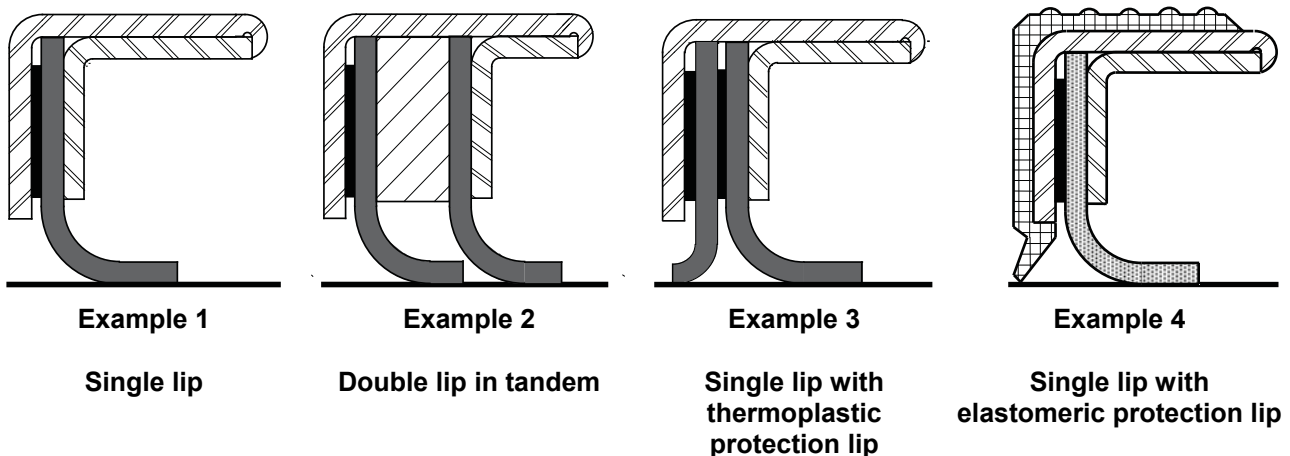 Example 1
Single lip
Example 2
Double lip in tandem
Example 3
Single lip with
thermoplastic
protection lip
Example 4
Single lip with
elastomeric protection lip